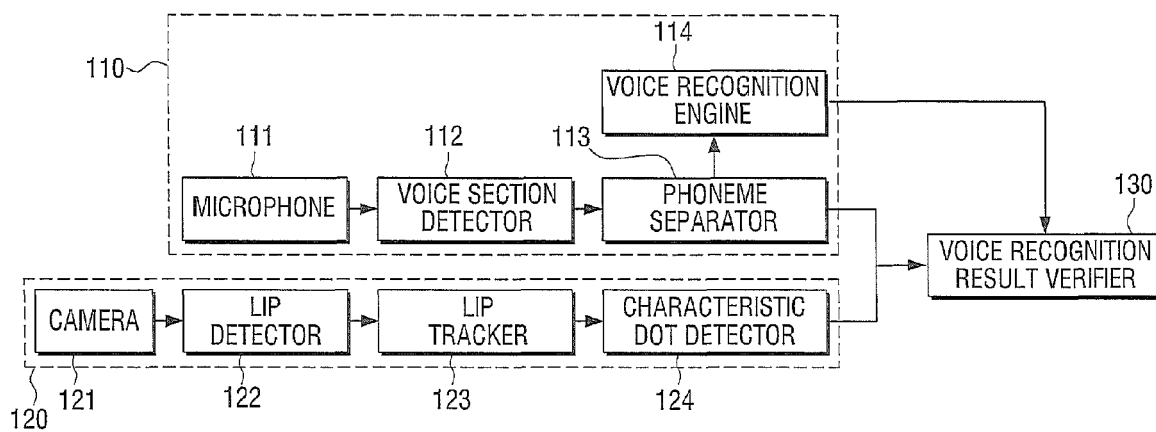 110
114
VOICE RECOGNITION
ENGINE
111
112
113
130
MICROPHONE
VOICE SECTION
DETECTOR
PHONEME
SEPARATOR
VOICE RECOGNITION
RESULT VERIFIER
CAMERA
LIP
DETECTOR
LIP
TRACKER
CHARACTERISTIC
DOT DETECTOR
120
121
122
123
124